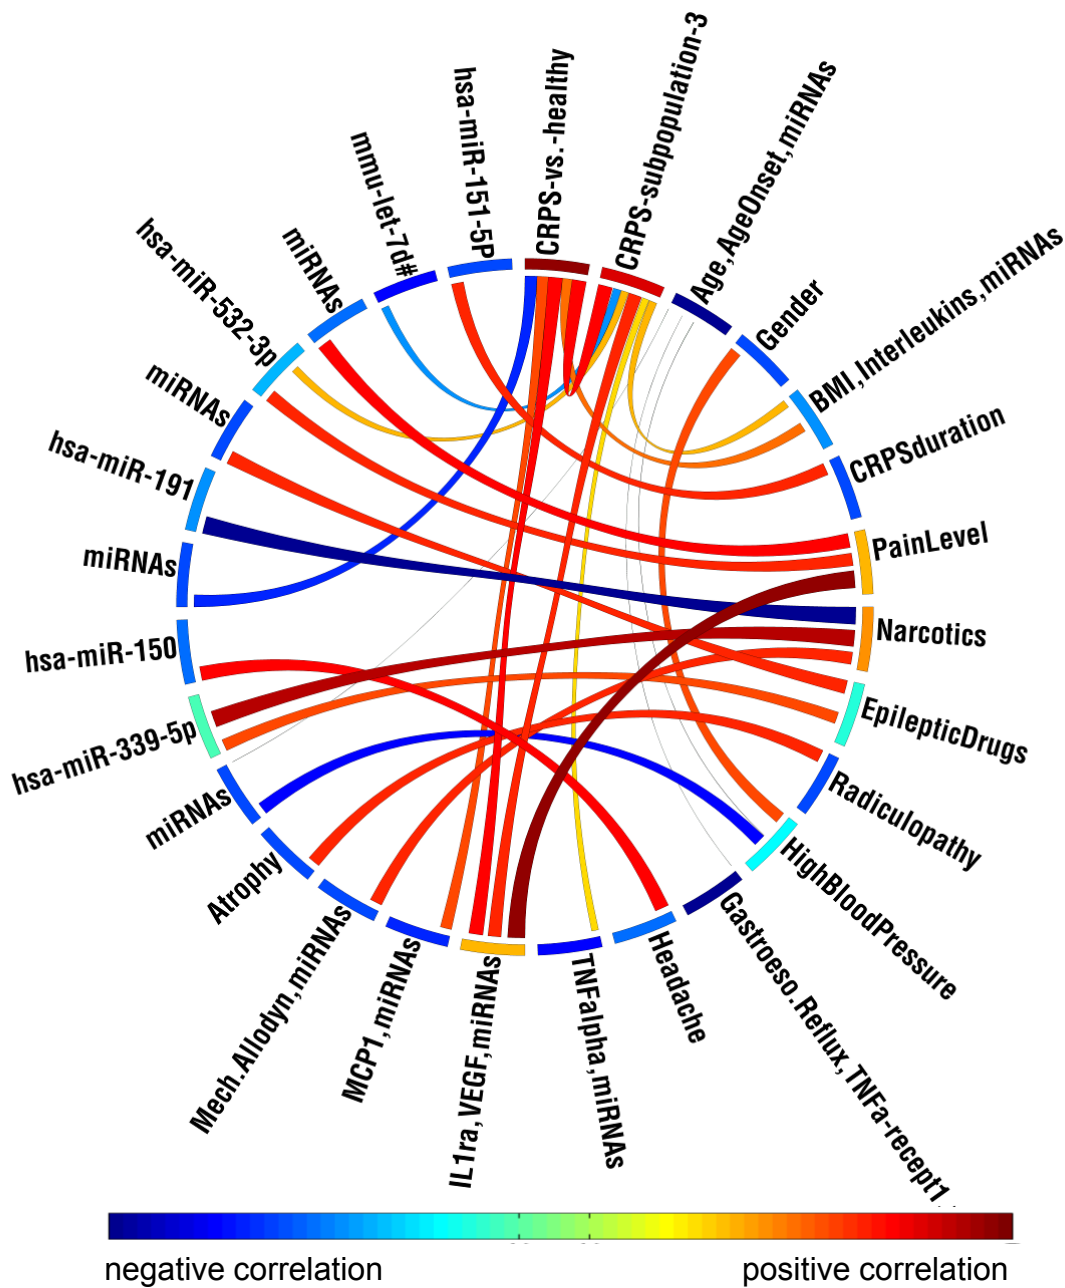 CRPS-vs.-healthy
CRPS-subpopulation-3
Age,AgeOnset,miRNAs
Gender
BMI,Interleukins,miRNAs
CRPSduration
PainLevel
Narcotics
EpilepticDrugs
Radiculopathy
HighBloodPressure
Gastroeso.Reflux,TNFa-recept1
Headache
TNFalpha,miRNAs
IL1ra,VEGF,miRNAs
MCP1,miRNAs
Mech.Allodyn,miRNAs
Atrophy
miRNAs
hsa-miR-339-5p
hsa-miR-150
miRNAs
hsa-miR-191
miRNAs
hsa-miR-532-3p
miRNAs
mmu-let-7d#
hsa-miR-151-5P
negative correlation
positive correlation